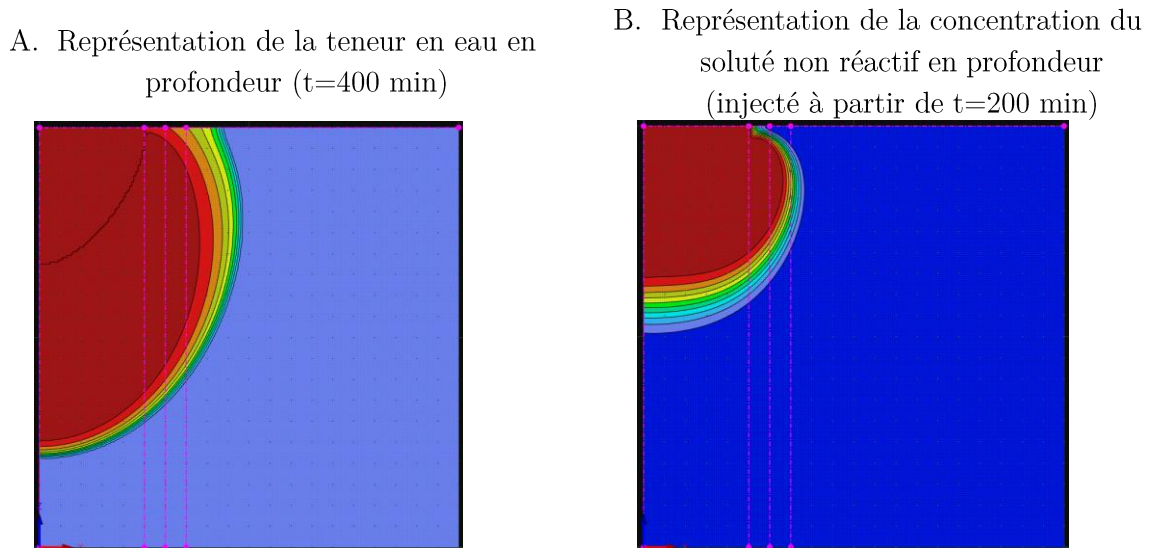 A. Représentation de la teneur en eau en
profondeur (t=400 min)
B. Représentation de la concentration du
soluté non réactif en profondeur
(injecté à partir de t=200 min)